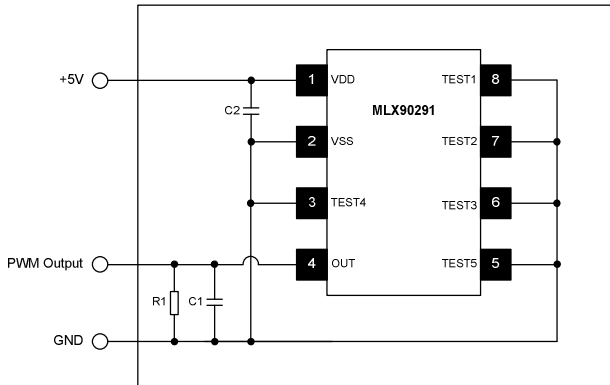 +5V
1 VDD
TEST1 8
MLX90291
C2
2 VSS
TEST2 7
3 TEST4
TEST3 6
PWM Output
4 OUT
TEST5 5
R1
C1
GND